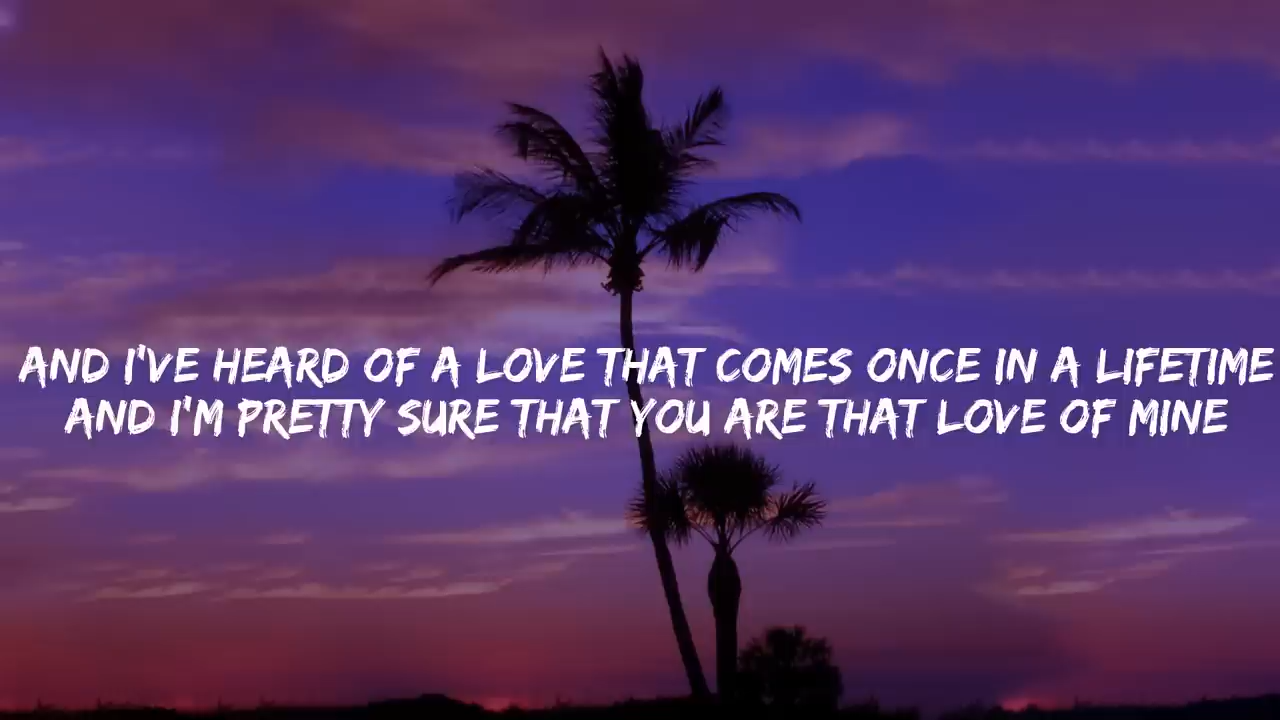 AND I'VE HEARD OF A LOVE THAT COMES ONCE IN A LIFETIME
AND I'M PRETTY SURE THAT YOU ARE THAT LOVE OF MINE